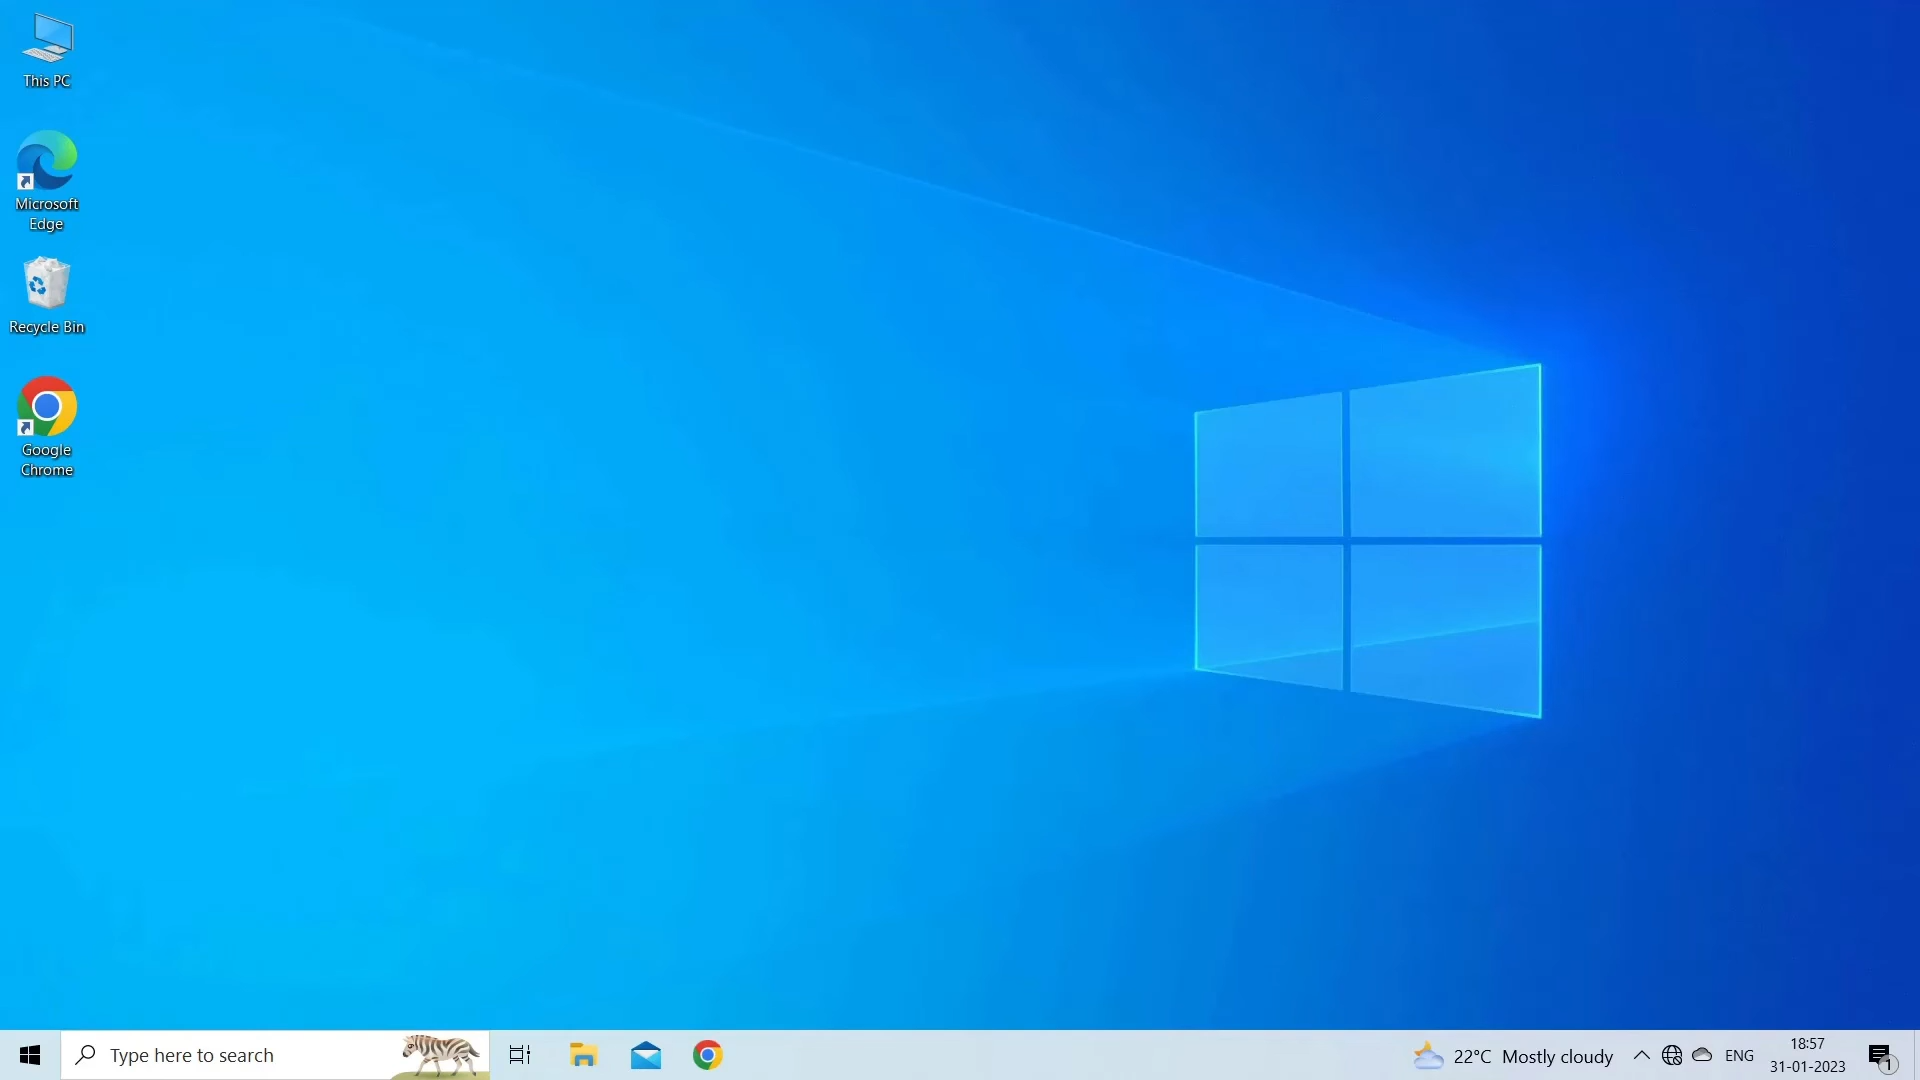 This PC
Microsoft
Edge
Recycle Bin
Google
Chrome
Type here to search
22°C Mostly cloudy
ENG
18:57
31-01-2023
1